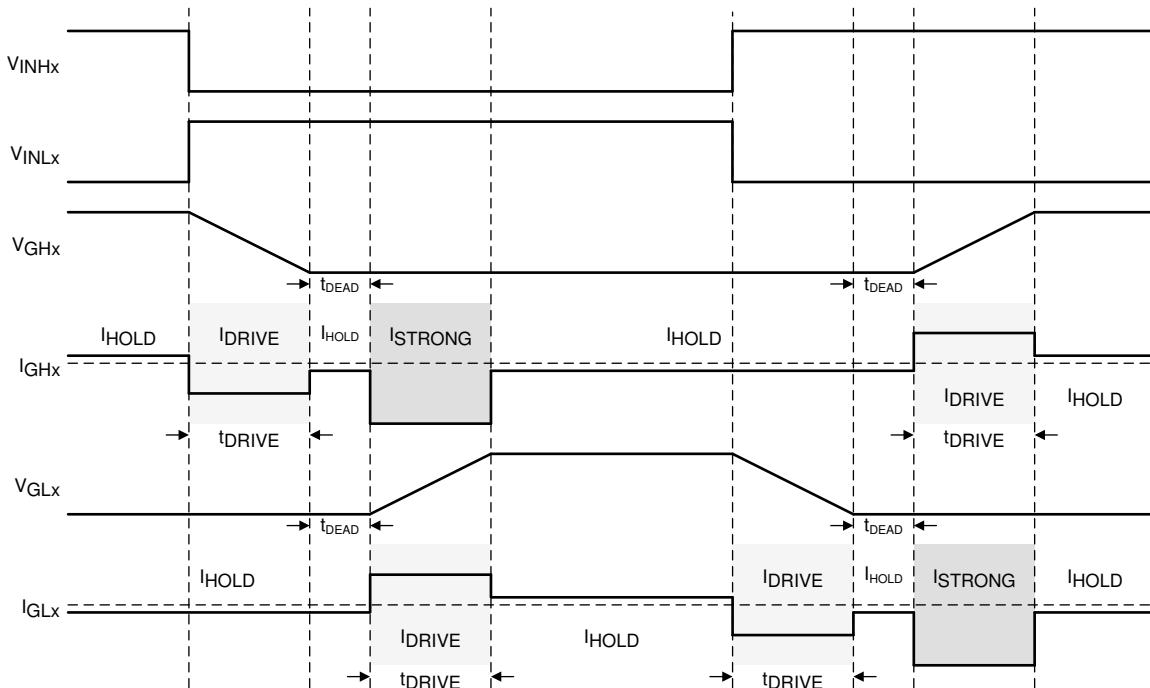 VINHx
VINLx
VGHx
tDEAD
tDEAD
IHOLD
IDRIVE
IHOLD
ISTRONG
IHOLD
IGHx
IDRIVE
IHOLD
tDRIVE
tDRIVE
VGLx
tDEAD
tDEAD
IHOLD
IDRIVE
IHOLD
ISTRONG
IHOLD
IGLx
IDRIVE
IHOLD
tDRIVE
tDRIVE